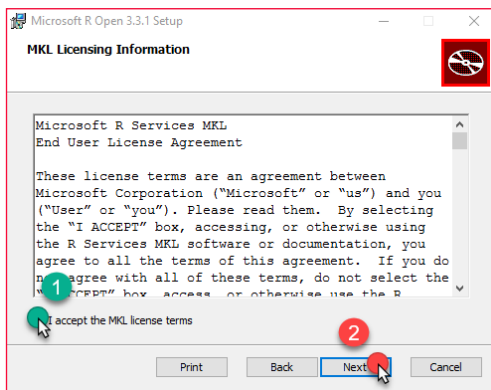 Microsoft R Open 3.3.1 Setup
MKL Licensing Information
Microsoft R Services MKL
End User License Agreement
These license terms are an agreement between
Microsoft Corporation ("Microsoft" or "us") and you
("User" or "you"). Please read them. By selecting
the "I ACCEPT" box, accessing, or otherwise using
the R Services MKL software or documentation, you
agree to all the terms of this agreement. If you do
agree with all of these terms, do not select the
box, access, or otherwise use the R
1
I accept the MKL license terms
2
Print Back Next Cancel